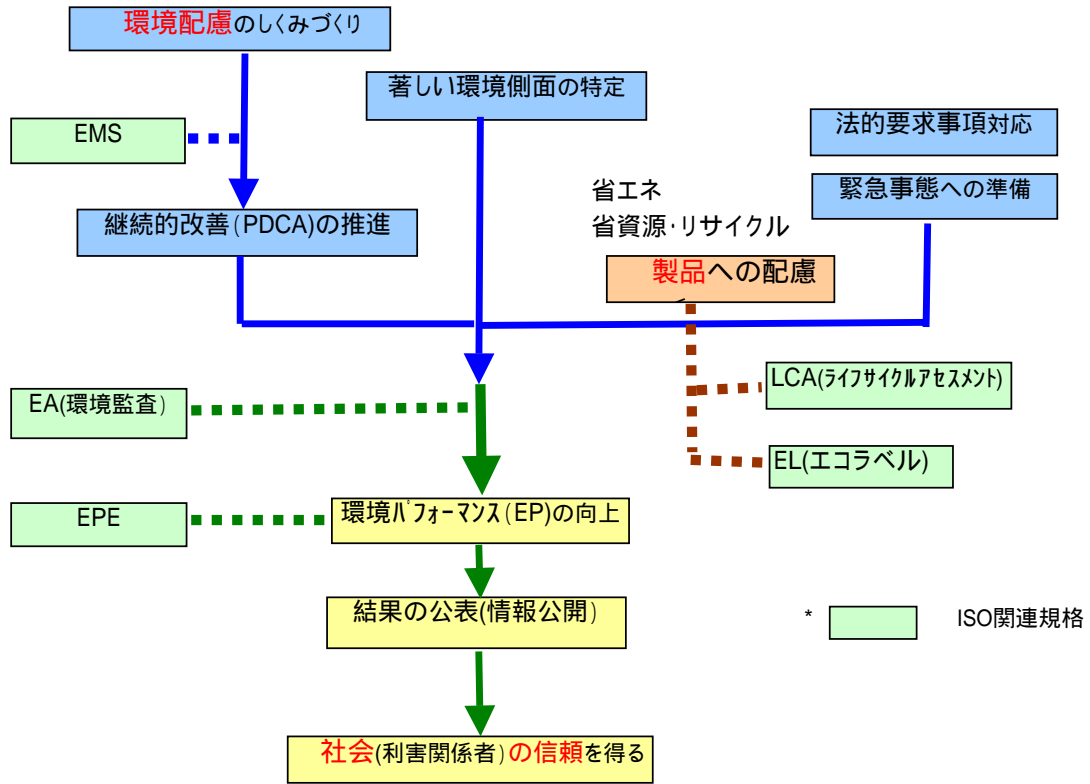 環境配慮のしくみづくり
著しい環境側面の特定
EMS
法的要求事項対応
緊急事態への準備
省エネ
省資源・リサイクル
継続的改善(PDCA)の推進
製品への配慮
LCA(ライフサイクルアセスメント)
EA(環境監査)
EL(エコラベル)
EPE
環境パフォーマンス(EP)の向上
結果の公表(情報公開)
* ISO関連規格
社会(利害関係者)の信頼を得る